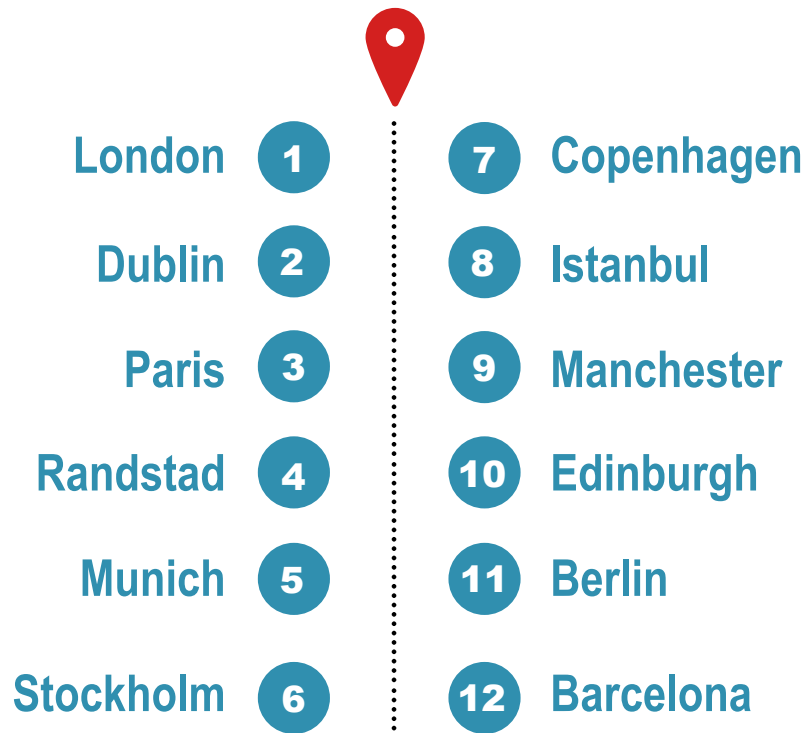 London 1
Dublin 2
Paris 3
Randstad 4
Munich 5
Stockholm 6
7 Copenhagen
8 Istanbul
9 Manchester
10 Edinburgh
11 Berlin
12 Barcelona